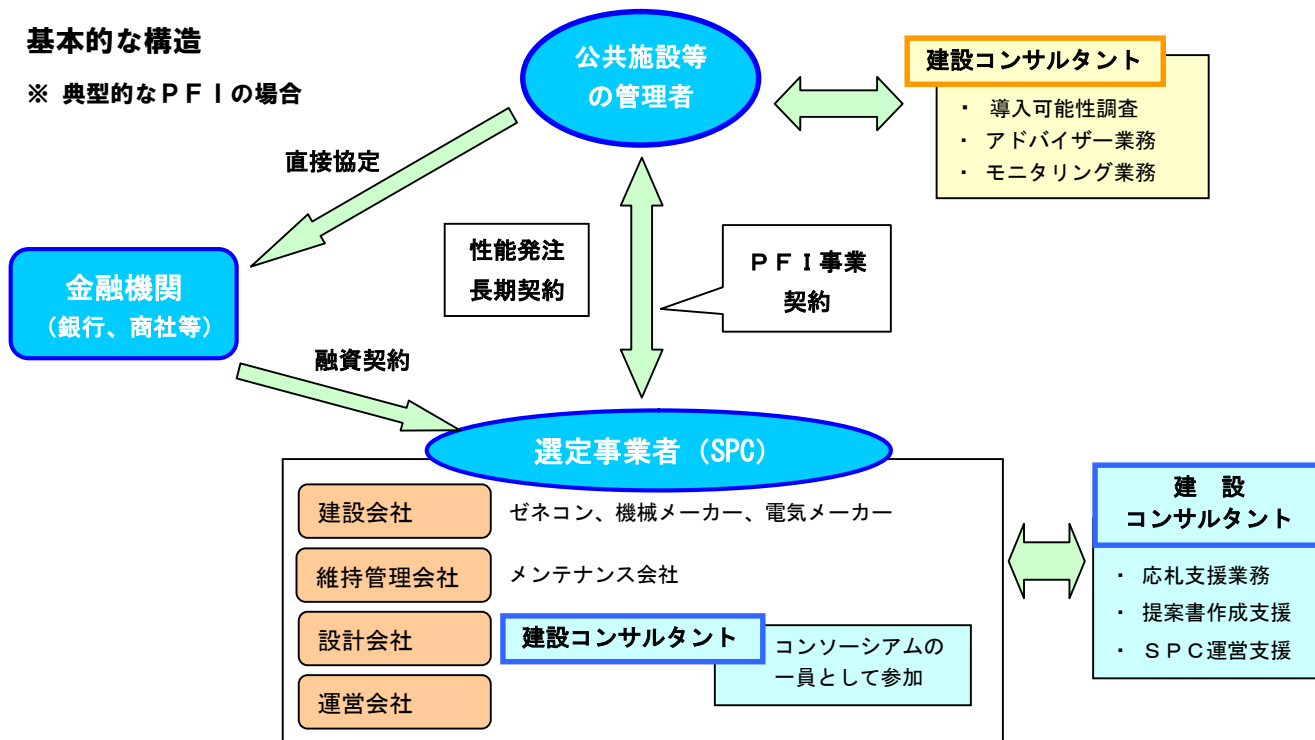 基本的な構造
※ 典型的なＰＦＩの場合
公共施設等
の管理者
建設コンサルタント
・ 導入可能性調査
・ アドバイザー業務
・ モニタリング業務
直接協定
性能発注
長期契約
ＰＦＩ事業
契約
金融機関
（銀行、商社等）
融資契約
選定事業者（SPC）
建設会社
ゼネコン、機械メーカー、電気メーカー
維持管理会社
メンテナンス会社
設計会社
建設コンサルタント
コンソーシアムの
一員として参加
運営会社
建　設
コンサルタント
・ 応札支援業務
・ 提案書作成支援
・ ＳＰＣ運営支援